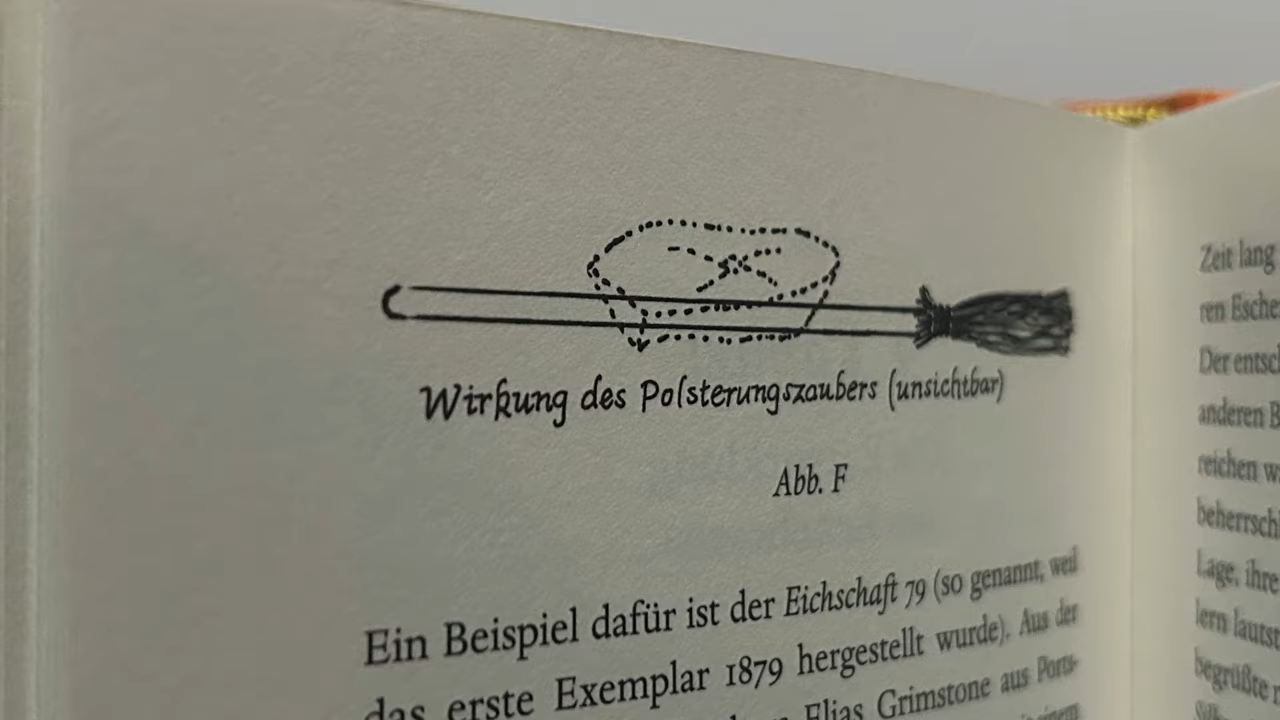 Wirkung des Polsterungszaubers (unsichtbar)
Abb. F
Ein Beispiel dafür ist der Eichschaft 79 (so genannt, weil
das erste Exemplar 1879 hergestellt wurde). Aus der
Elias Grimstone aus Ports-
Zeit lang
ren Esche
Der entsc
anderen B
reichen w
beherrsch
Lage, ihre
lern lauts
begrüßte